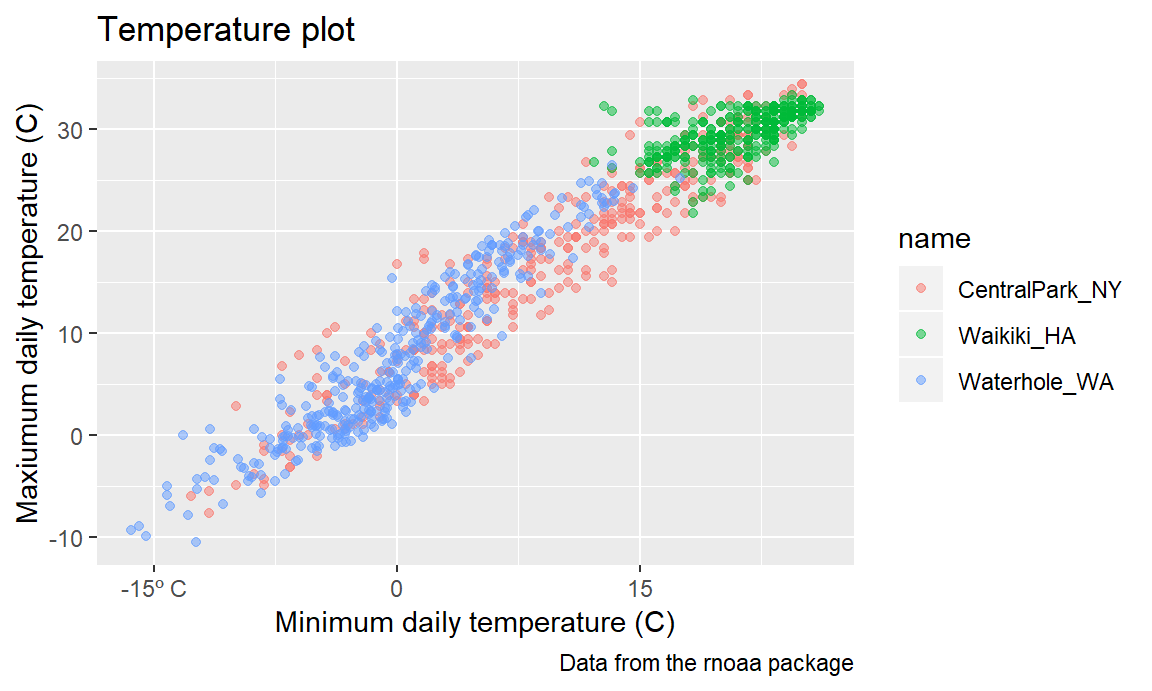 Temperature plot
Maxiumum daily temperature (C)
30
20
10
0
-10
-15º C
0
15
Minimum daily temperature (C)
name
CentralPark_NY
Waikiki_HA
Waterhole_WA
Data from the rnoaa package